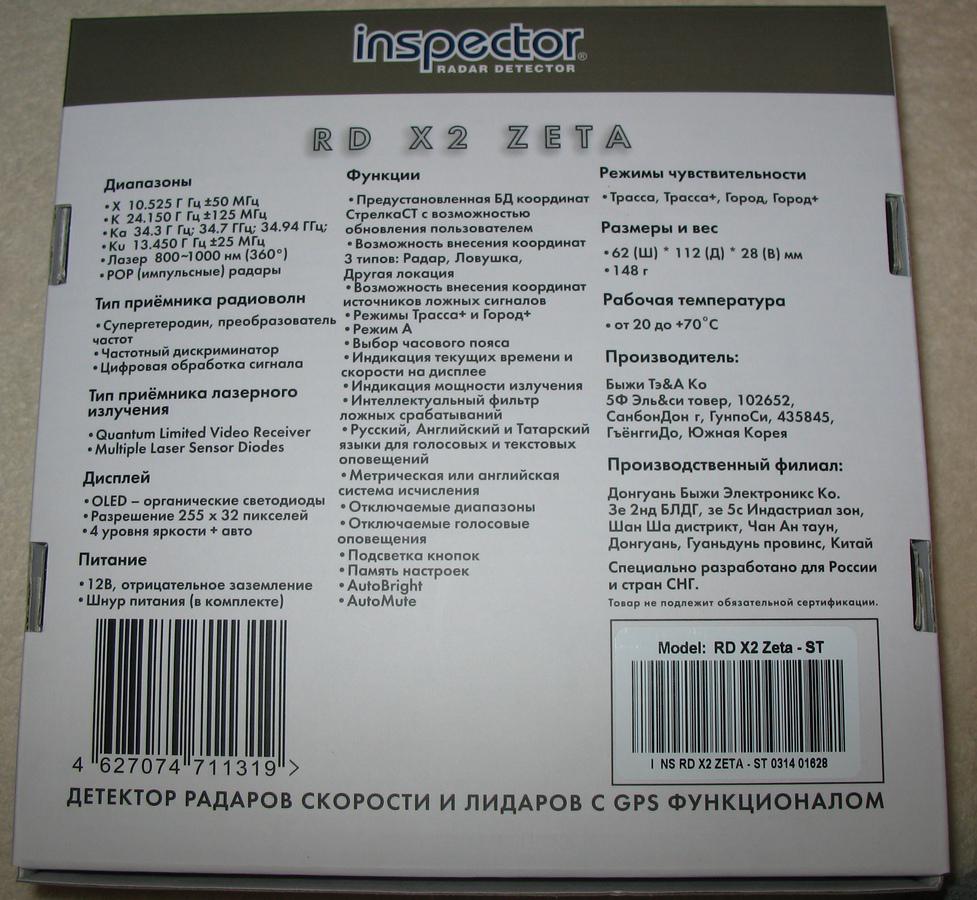 inspector®
RADAR DETECTOR
RD X2 ZETA
Диапазоны
• X 10.525 Г Гц ±50 МГц
• K 24.150 Г Гц ±125 МГц
• Ka 34.3 Г Гц; 34.7 ГГц; 34.94 ГГц;
• Ku 13.450 Г Гц ±25 МГц
• Лазер 800~1000 нм (360°)
• POP (импульсные) радары
Тип приёмника радиоволн
• Супергетеродин, преобразователь
частот
• Частотный дискриминатор
• Цифровая обработка сигнала
Тип приёмника лазерного
излучения
• Quantum Limited Video Receiver
• Multiple Laser Sensor Diodes
Дисплей
• OLED – органические светодиоды
• Разрешение 255 x 32 пикселей
• 4 уровня яркости + авто
Питание
• 12В, отрицательное заземление
• Шнур питания (в комплекте)
4 627074 711319 >
Функции
• Предустановленная БД координат
СтрелкаСТ с возможностью
обновления пользователем
• Возможность внесения координат
3 типов: Радар, Ловушка,
Другая локация
• Возможность внесения координат
источников ложных сигналов
• Режимы Трасса+ и Город+
• Режим А
• Выбор часового пояса
• Индикация текущих времени и
скорости на дисплее
• Индикация мощности излучения
• Интеллектуальный фильтр
ложных срабатываний
• Русский, Английский и Татарский
языки для голосовых и текстовых
оповещений
• Метрическая или английская
система исчисления
• Отключаемые диапазоны
• Отключаемые голосовые
оповещения
• Подсветка кнопок
• Память настроек
• AutoBright
• AutoMute
Режимы чувствительности
• Трасса, Трасса+, Город, Город+
Размеры и вес
• 62 (Ш) * 112 (Д) * 28 (В) мм
• 148 г
Рабочая температура
• от 20 до +70°С
Производитель:
Быжи Тэ&А Ко
5Ф Эль&си товер, 102652,
СанбонДон г, ГунпоСи, 435845,
ГъёнггиДо, Южная Корея
Производственный филиал:
Донгуань Быжи Электроникс Ко.
Зе 2нд БЛДГ, зе 5с Индастриал зон,
Шан Ша дистрикт, Чан Ан таун,
Донгуань, Гуаньдунь провинс, Китай
Специально разработано для России
и стран СНГ.
Товар не подлежит обязательной сертификации.
Model: RD X2 Zeta - ST
I NS RD X2 ZETA - ST 0314 01628
ДЕТЕКТОР РАДАРОВ СКОРОСТИ И ЛИДАРОВ С GPS ФУНКЦИОНАЛОМ